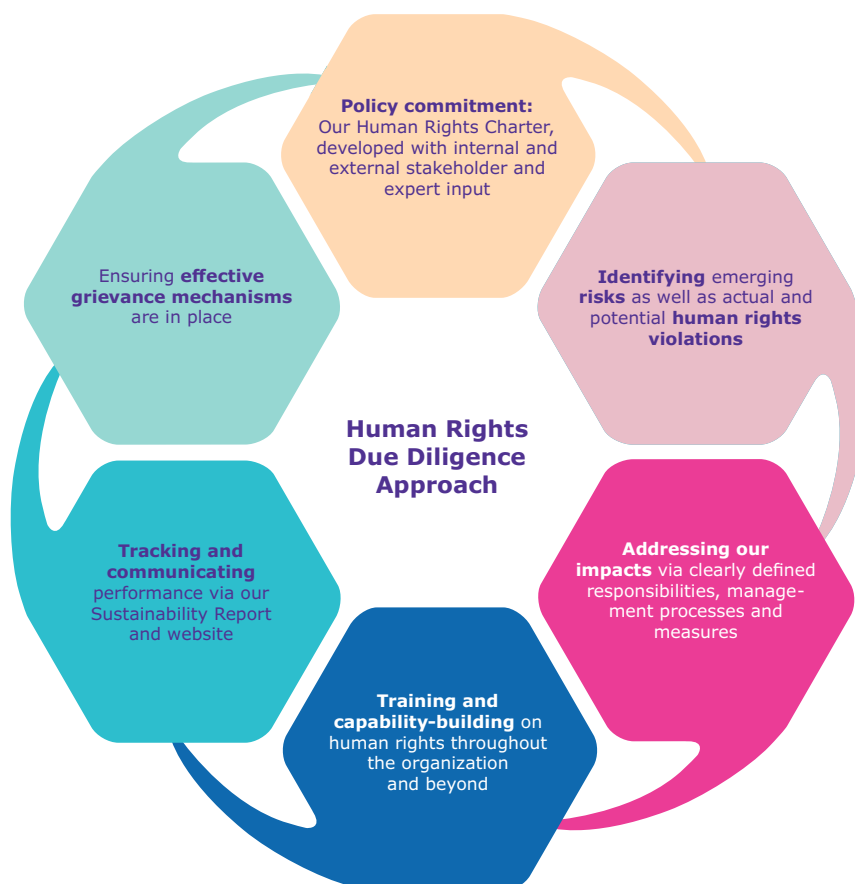 Policy commitment:
Our Human Rights Charter,
developed with internal and
external stakeholder and
expert input
Identifying emerging
risks as well as actual and
potential human rights
violations
Addressing our
impacts via clearly defined
responsibilities, manage-
ment processes and
measures
Training and
capability-building on
human rights throughout
the organization
and beyond
Tracking and
communicating
performance via our
Sustainability Report
and website
Ensuring effective
grievance mechanisms
are in place
Human Rights
Due Diligence
Approach